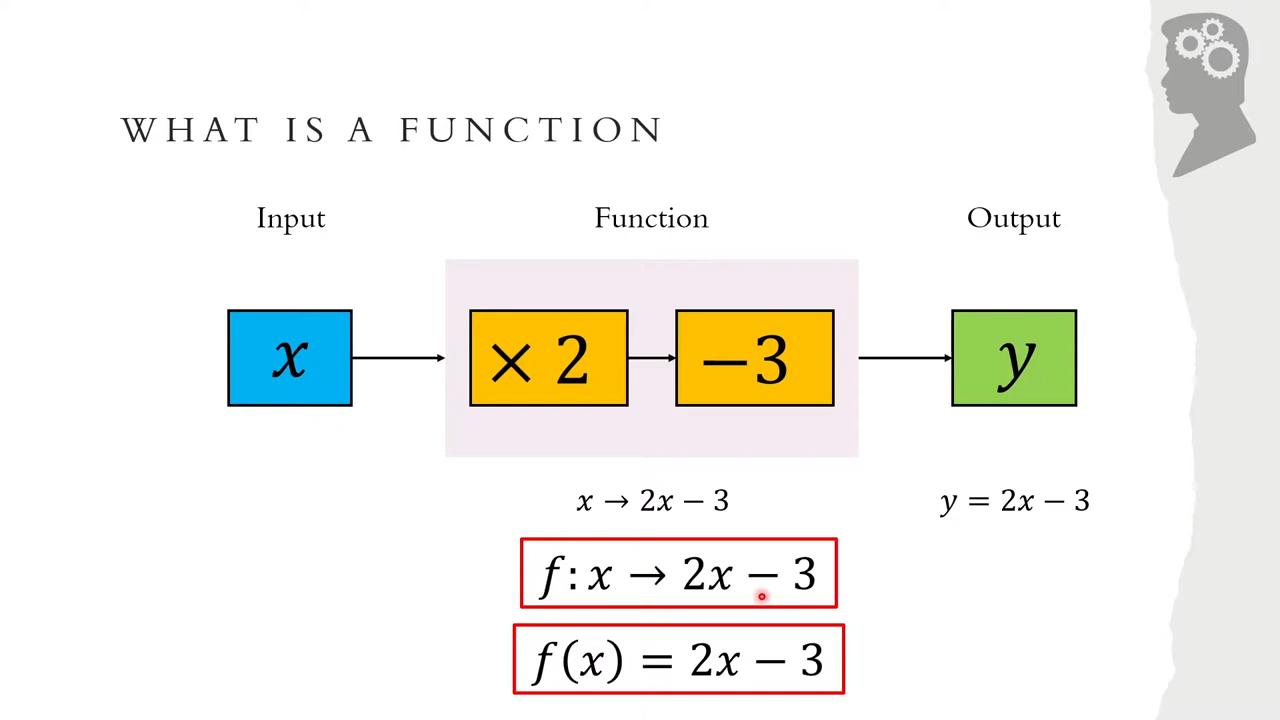 WHAT IS A FUNCTION
Input Function Output
x × 2 −3 y
x → 2x − 3 y = 2x − 3
f: x → 2x − 3
f(x) = 2x − 3